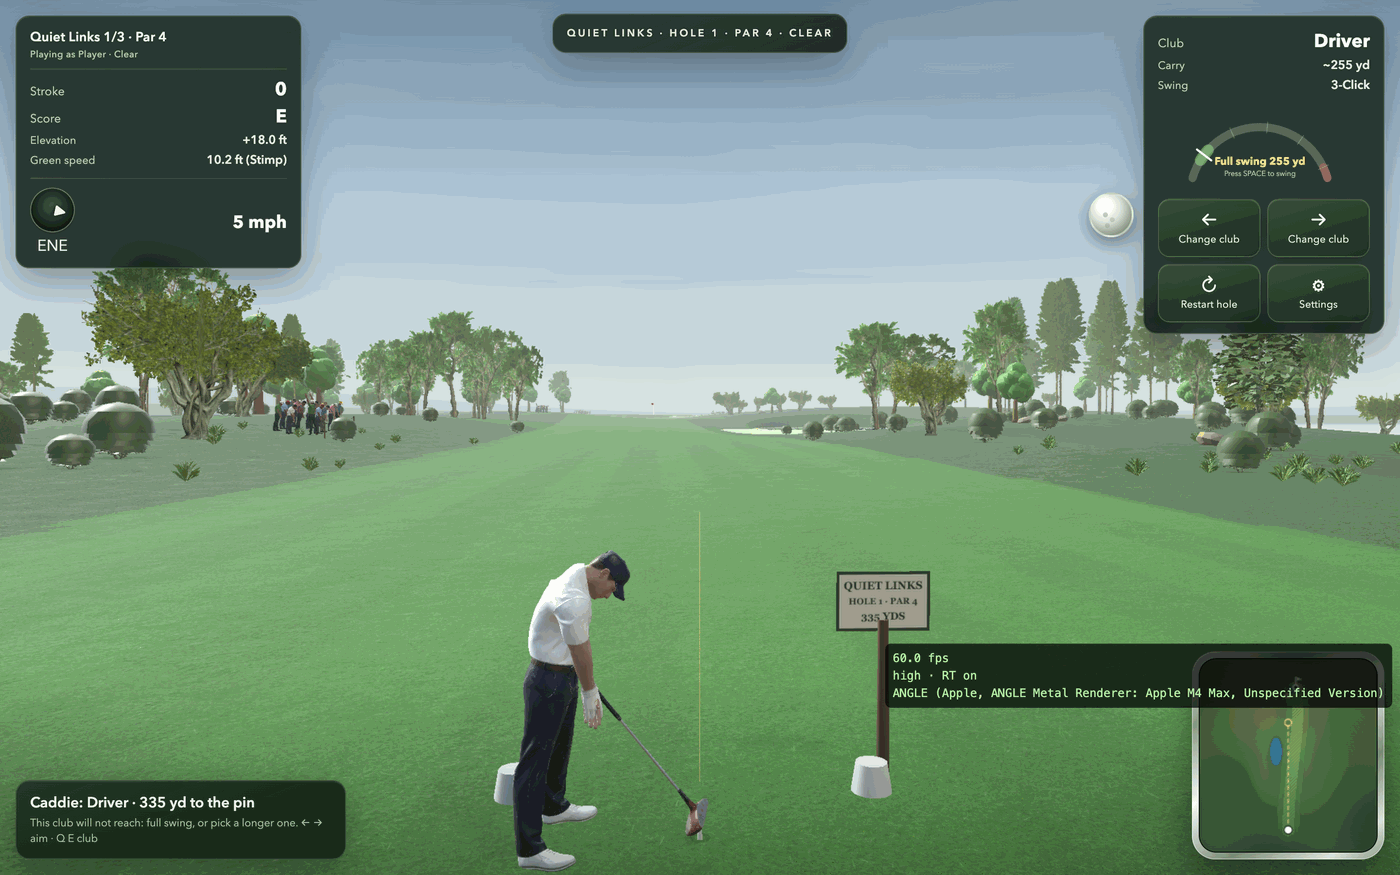 Quiet Links 1/3 · Par 4
Playing as Player · Clear
Stroke 0
Score E
Elevation +18.0 ft
Green speed 10.2 ft (Stimp)
5 mph
ENE
QUIET LINKS · HOLE 1 · PAR 4 · CLEAR
Club Driver
Carry ~255 yd
Swing 3-Click
Full swing 255 yd
Press SPACE to swing
← Change club
→ Change club
Restart hole
Settings
QUIET LINKS
HOLE 1 · PAR 4
335 YDS
60.0 fps
high · RT on
ANGLE (Apple, ANGLE Metal Renderer: Apple M4 Max, Unspecified Version)
Caddie: Driver · 335 yd to the pin
This club will not reach: full swing, or pick a longer one. ← →
aim · Q E club